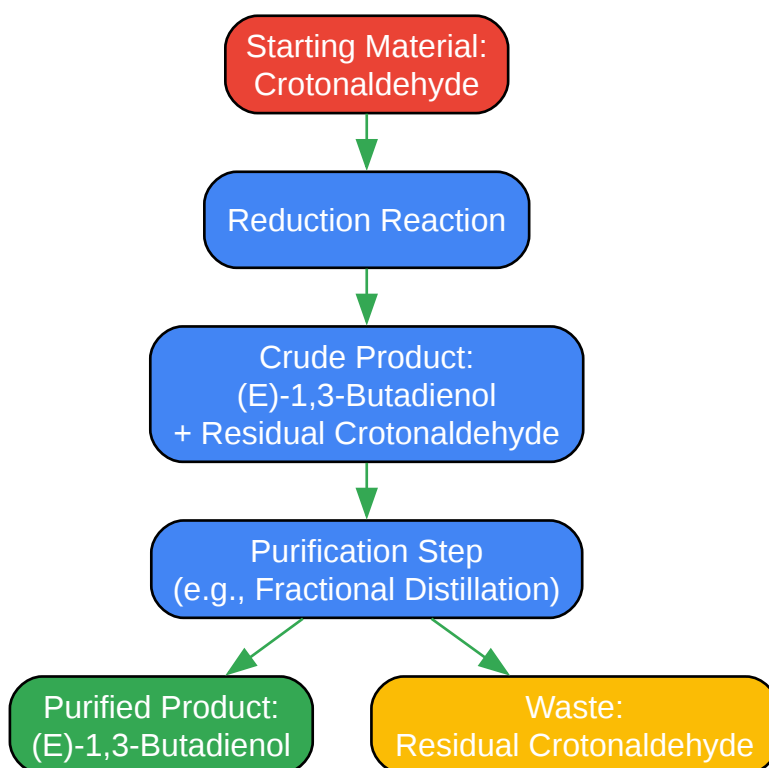 Starting Material:
Crotonaldehyde
Reduction Reaction
Crude Product:
(E)-1,3-Butadienol
+ Residual Crotonaldehyde
Purification Step
(e.g., Fractional Distillation)
Purified Product:
(E)-1,3-Butadienol
Waste:
Residual Crotonaldehyde